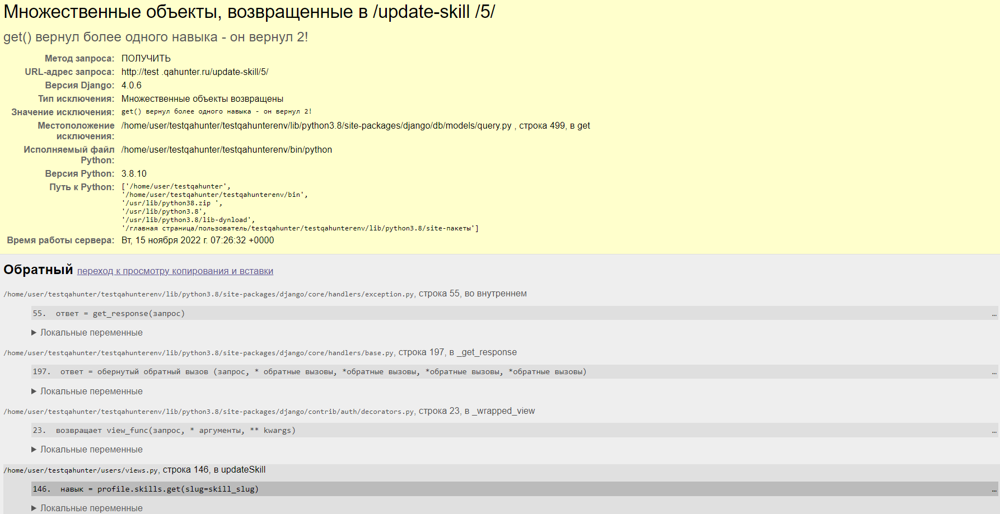 Множественные объекты, возвращенные в /update-skill /5/
get() вернул более одного навыка - он вернул 2!
Метод запроса: ПОЛУЧИТЬ
URL-адрес запроса: http://test .qahunter.ru/update-skill/5/
Версия Django: 4.0.6
Тип исключения: Множественные объекты возвращены
Значение исключения: get() вернул более одного навыка - он вернул 2!
Местоположение исключения: /home/user/testqahunter/testqahunterenv/lib/python3.8/site-packages/django/db/models/query.py , строка 499, в get
Исполняемый файл Python: /home/user/testqahunter/testqahunterenv/bin/python
Версия Python: 3.8.10
Путь к Python: ['/home/user/testqahunter',
'/home/user/testqahunter/testqahunterenv/bin',
'/usr/lib/python38.zip ',
'/usr/lib/python3.8',
'/usr/lib/python3.8/lib-dynload',
'/главная страница/пользователь/testqahunter/testqahunterenv/lib/python3.8/site-пакеты']
Время работы сервера: Вт, 15 ноября 2022 г. 07:26:32 +0000
Обратный переход к просмотру копирования и вставки
/home/user/testqahunter/testqahunterenv/lib/python3.8/site-packages/django/core/handlers/exception.py, строка 55, во внутреннем
55. ответ = get_response(запрос) …
▶ Локальные переменные
/home/user/testqahunter/testqahunterenv/lib/python3.8/site-packages/django/core/handlers/base.py, строка 197, в _get_response
197. ответ = обернутый обратный вызов (запрос, * обратные вызовы, *обратные вызовы, *обратные вызовы, *обратные вызовы) …
▶ Локальные переменные
/home/user/testqahunter/testqahunterenv/lib/python3.8/site-packages/django/contrib/auth/decorators.py, строка 23, в _wrapped_view
23. возвращает view_func(запрос, * аргументы, ** kwargs) …
▶ Локальные переменные
/home/user/testqahunter/users/views.py, строка 146, в updateSkill
146. навык = profile.skills.get(slug=skill_slug) …
▶ Локальные переменные